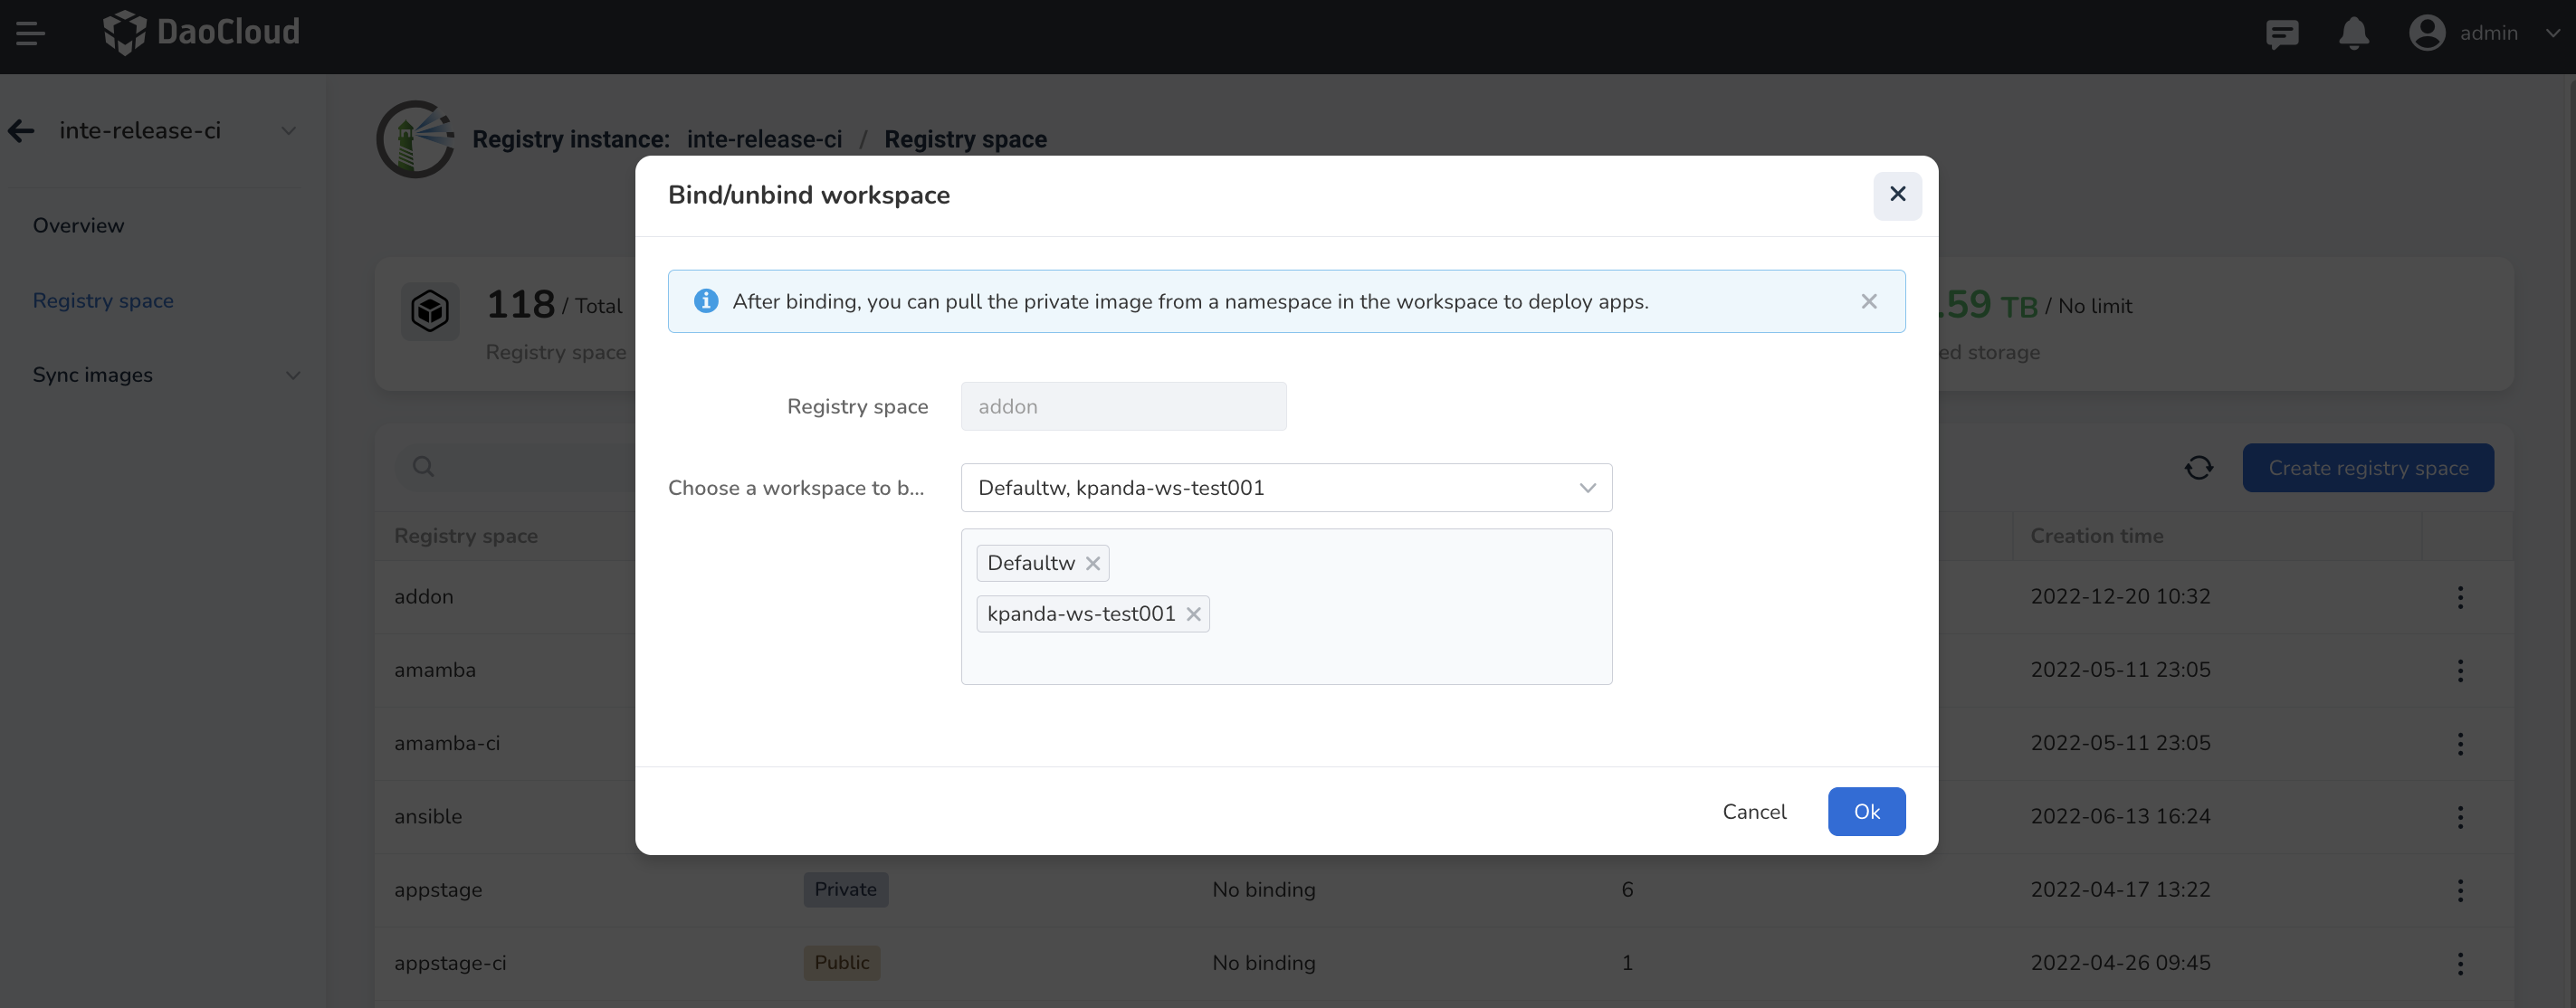 DaoCloud
admin
inte-release-ci
Overview
Registry space
Sync images
Registry instance: inte-release-ci / Registry space
118 / Total
Registry space
.59 TB / No limit
ed storage
Create registry space
Registry space
Creation time
addon
2022-12-20 10:32
amamba
2022-05-11 23:05
amamba-ci
2022-05-11 23:05
ansible
2022-06-13 16:24
appstage Private No binding 6 2022-04-17 13:22
appstage-ci Public No binding 1 2022-04-26 09:45
Bind/unbind workspace
After binding, you can pull the private image from a namespace in the workspace to deploy apps.
Registry space addon
Choose a workspace to b... Defaultw, kpanda-ws-test001
Defaultw
kpanda-ws-test001
Cancel Ok